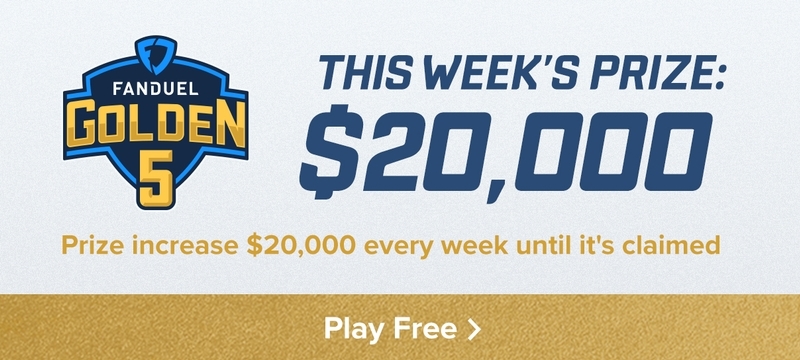 FANDUEL
GOLDEN
5
THIS WEEK'S PRIZE:
$20,000
Prize increase $20,000 every week until it's claimed
Play Free >